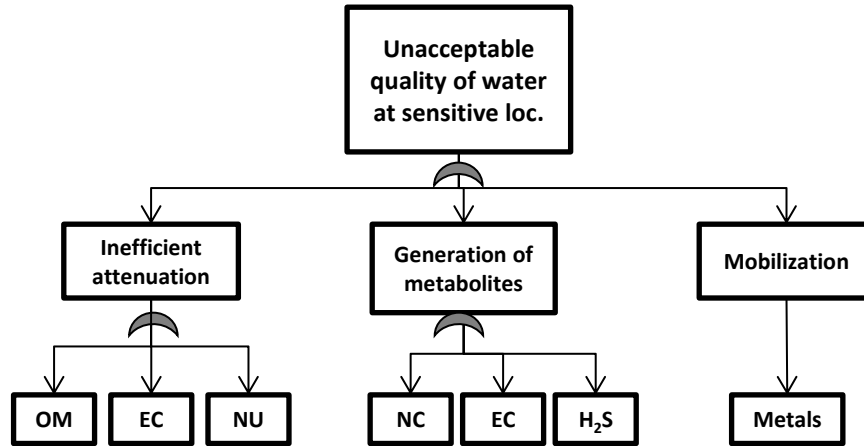 Unacceptable
quality of water
at sensitive loc.
Inefficient
attenuation
Generation of
metabolites
Mobilization
OM
EC
NU
NC
EC
H₂S
Metals